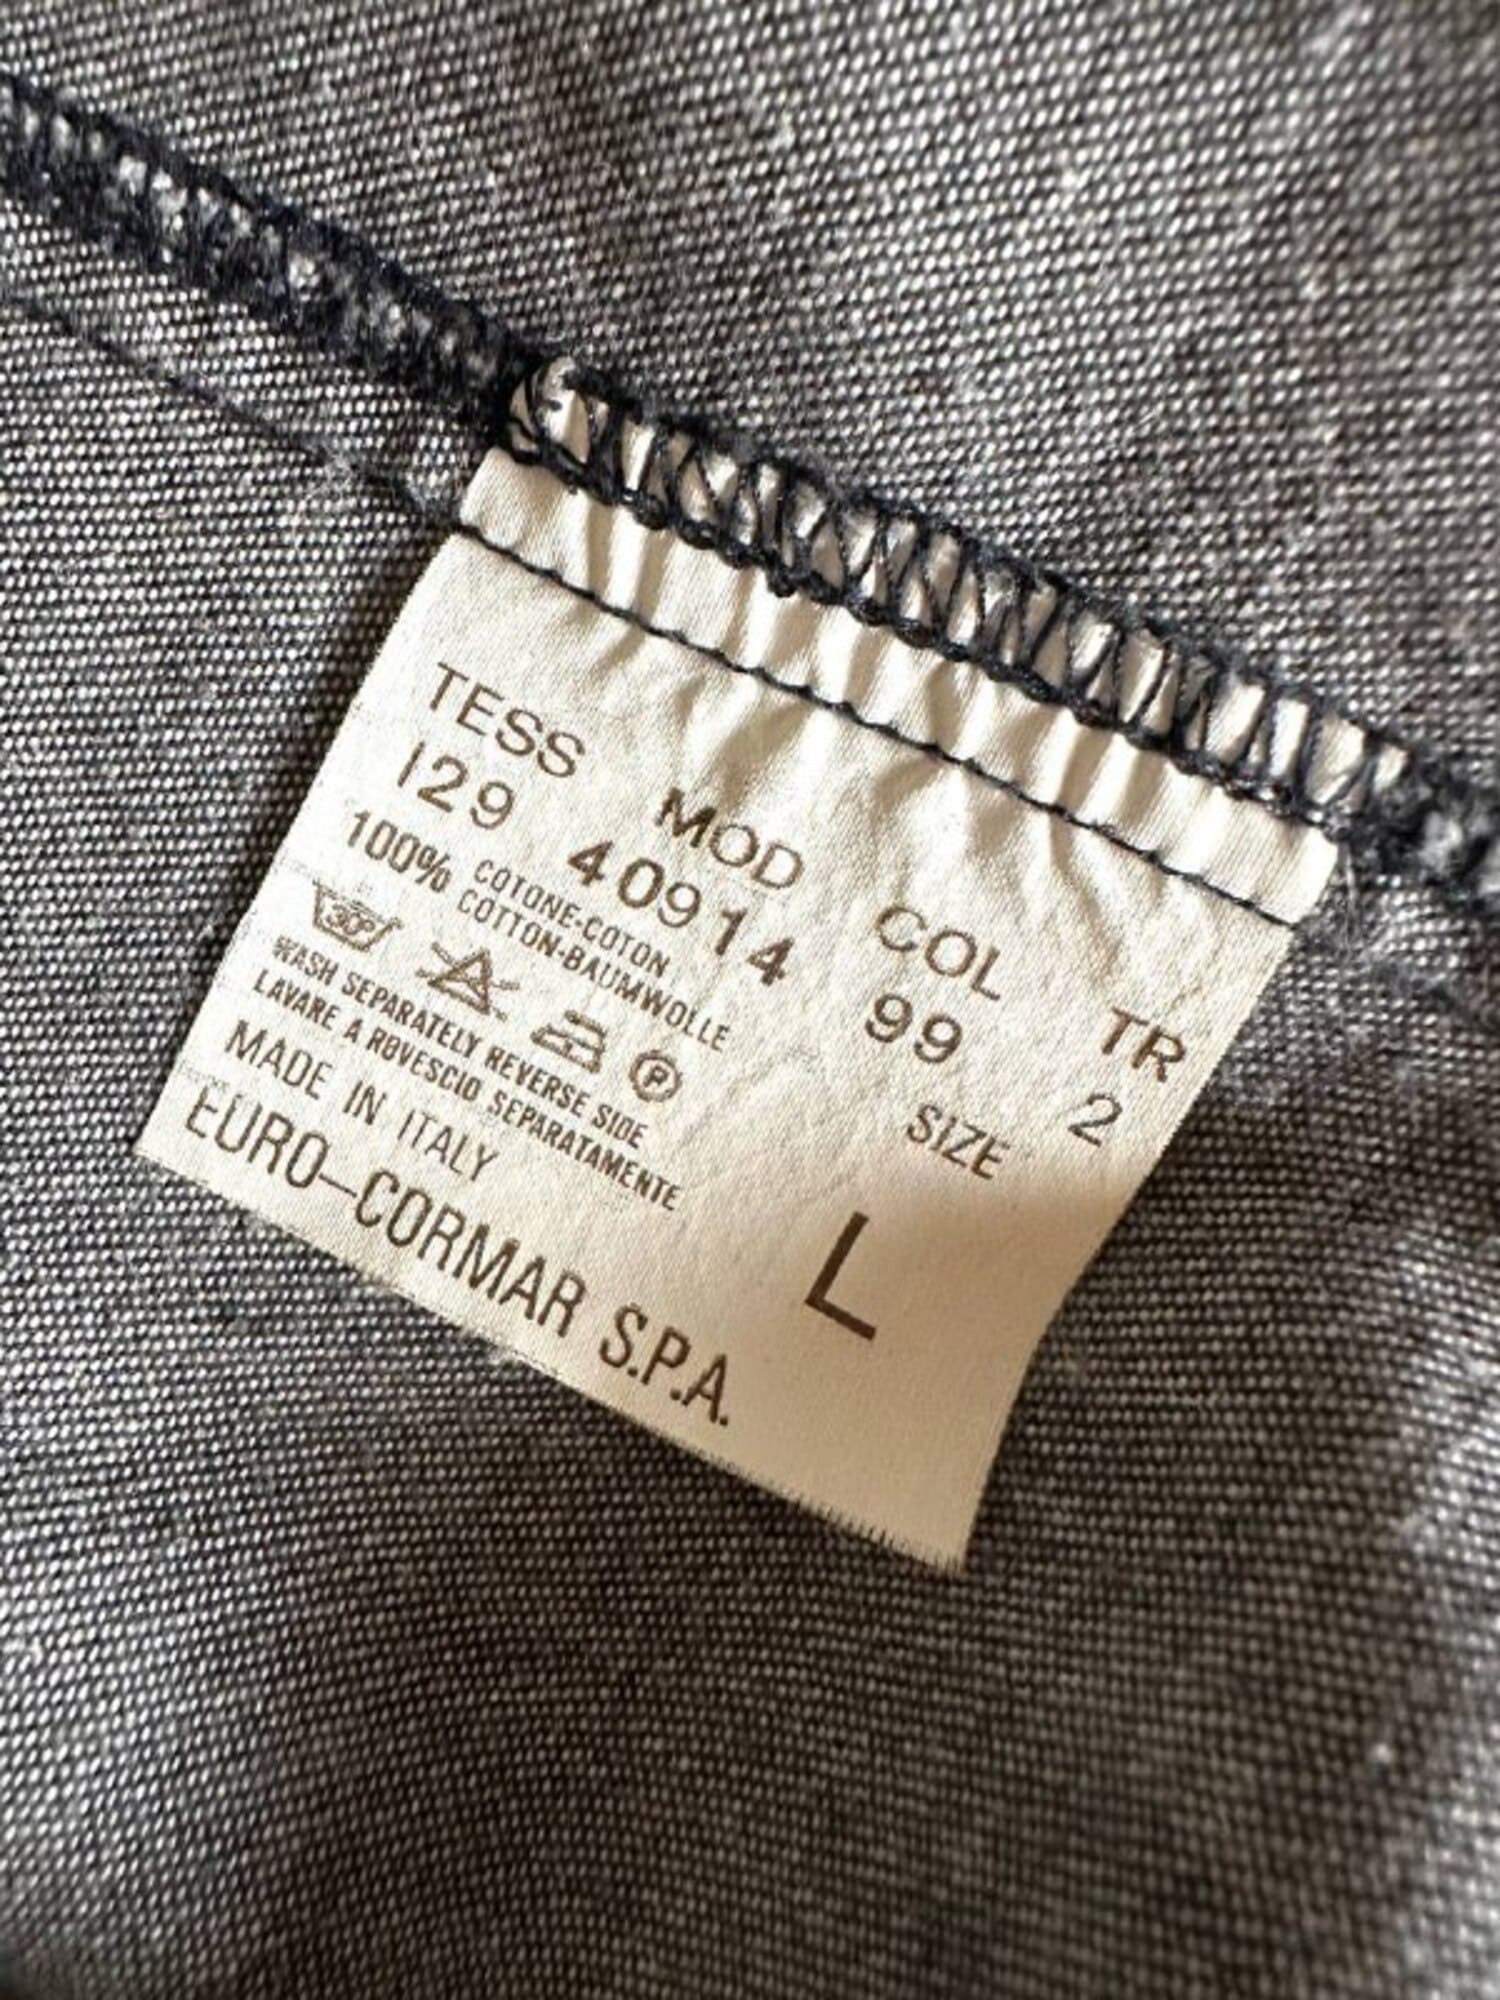 TESS MOD COL TR
129 40914 99 2
100% COTONE-COTON
COTTON-BAUMWOLLE
SIZE
30° P
WASH SEPARATELY REVERSE SIDE
LAVARE A ROVESCIO SEPARATAMENTE
L
MADE IN ITALY
EURO-CORMAR S.P.A.